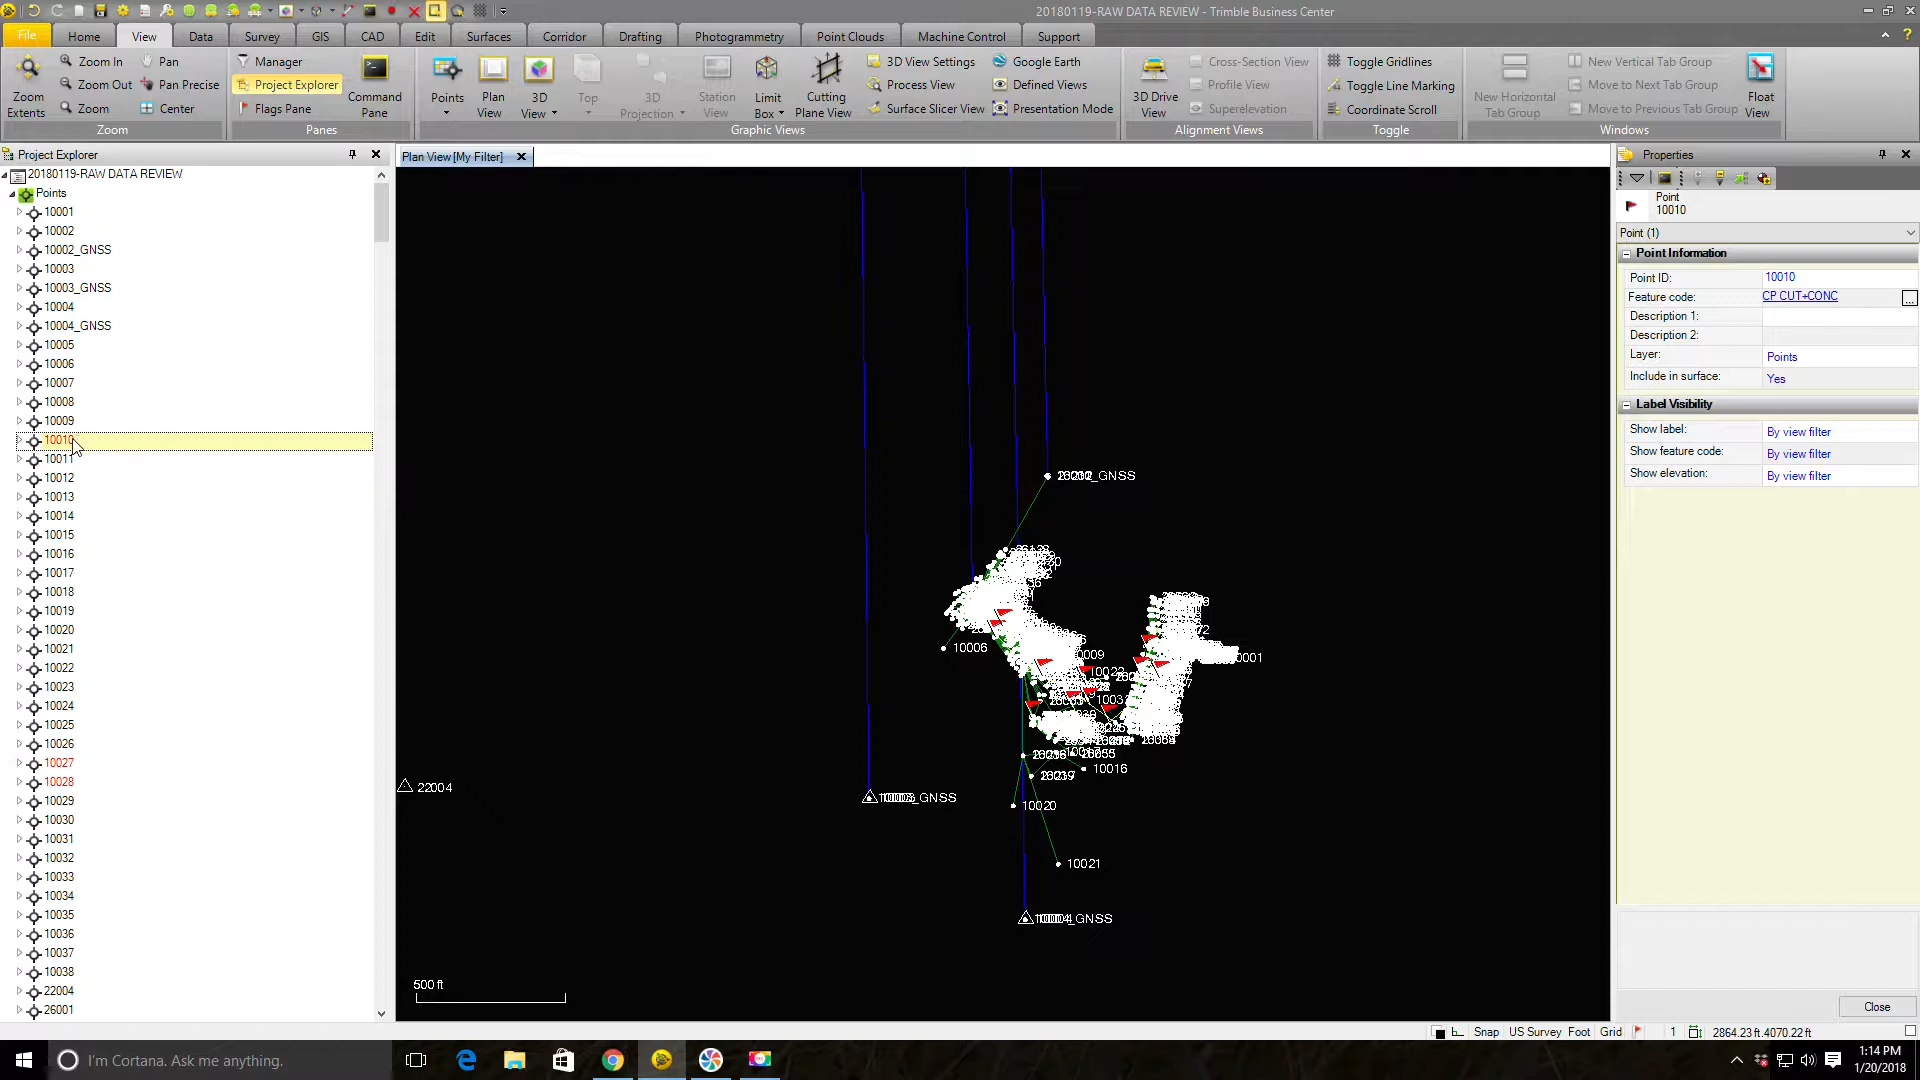 20180119-RAW DATA REVIEW - Trimble Business Center
File Home View Data Survey GIS CAD Edit Surfaces Corridor Drafting Photogrammetry Point Clouds Machine Control Support
Zoom Extents
Zoom In
Zoom Out
Zoom
Pan
Pan Precise
Center
Zoom
Manager
Project Explorer
Flags Pane
Command Pane
Panes
Points
Plan View
3D View
Top
3D Projection
Station View
Limit Box
Cutting Plane View
3D View Settings
Process View
Surface Slicer View
Google Earth
Defined Views
Presentation Mode
Graphic Views
3D Drive View
Cross-Section View
Profile View
Superelevation
Alignment Views
Toggle Gridlines
Toggle Line Marking
Coordinate Scroll
Toggle
New Horizontal Tab Group
New Vertical Tab Group
Move to Next Tab Group
Move to Previous Tab Group
Float View
Windows
Project Explorer
20180119-RAW DATA REVIEW
Points
10001
10002
10002_GNSS
10003
10003_GNSS
10004
10004_GNSS
10005
10006
10007
10008
10009
10010
10011
10012
10013
10014
10015
10016
10017
10018
10019
10020
10021
10022
10023
10024
10025
10026
10027
10028
10029
10030
10031
10032
10033
10034
10035
10036
10037
10038
22004
26001
Plan View [My Filter]
10006
22004
10016
10020
10021
500 ft
Properties
Point
10010
Point (1)
Point Information
Point ID: 10010
Feature code: CP CUT+CONC
...
Description 1:
Description 2:
Layer: Points
Include in surface: Yes
Label Visibility
Show label: By view filter
Show feature code: By view filter
Show elevation: By view filter
Close
Snap US Survey Foot Grid 1 2864.23 ft,4070.22 ft
I'm Cortana. Ask me anything.
1:14 PM
1/20/2018